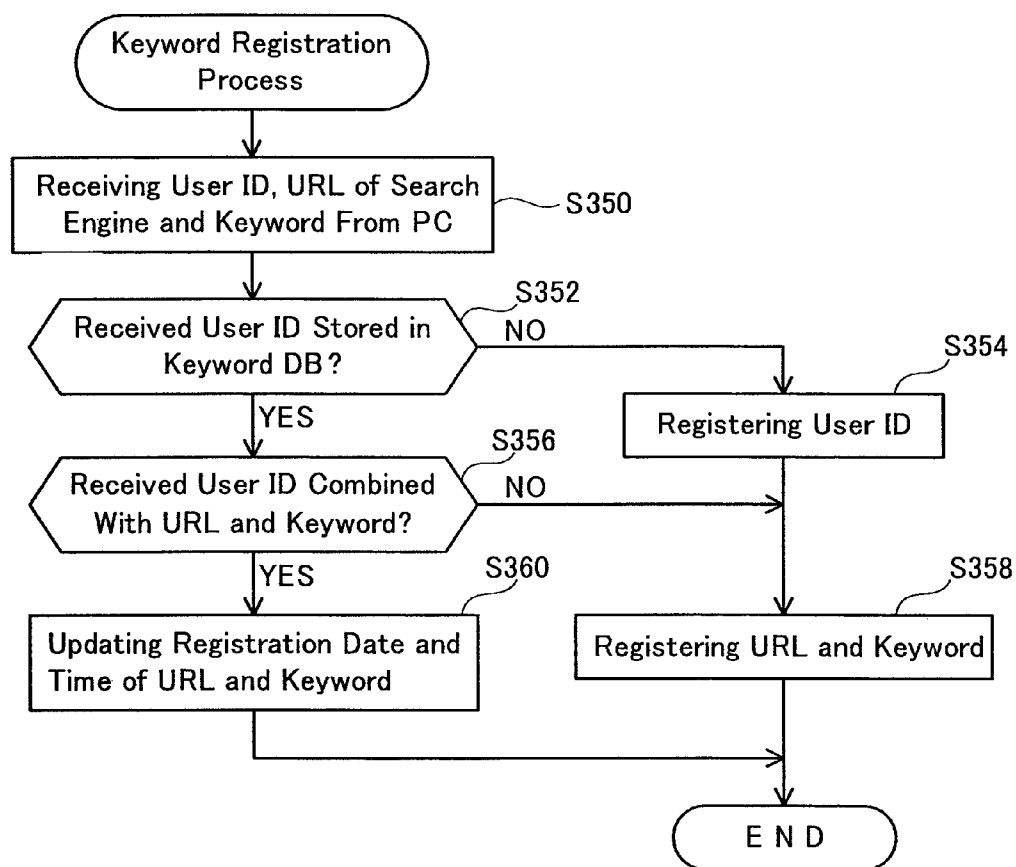 Keyword Registration
Process
Receiving User ID, URL of Search
Engine and Keyword From PC
S350
Received User ID Stored in
Keyword DB?
S352
NO
YES
S354
Registering User ID
Received User ID Combined
With URL and Keyword?
S356
NO
YES
S360
Updating Registration Date and
Time of URL and Keyword
S358
Registering URL and Keyword
E N D